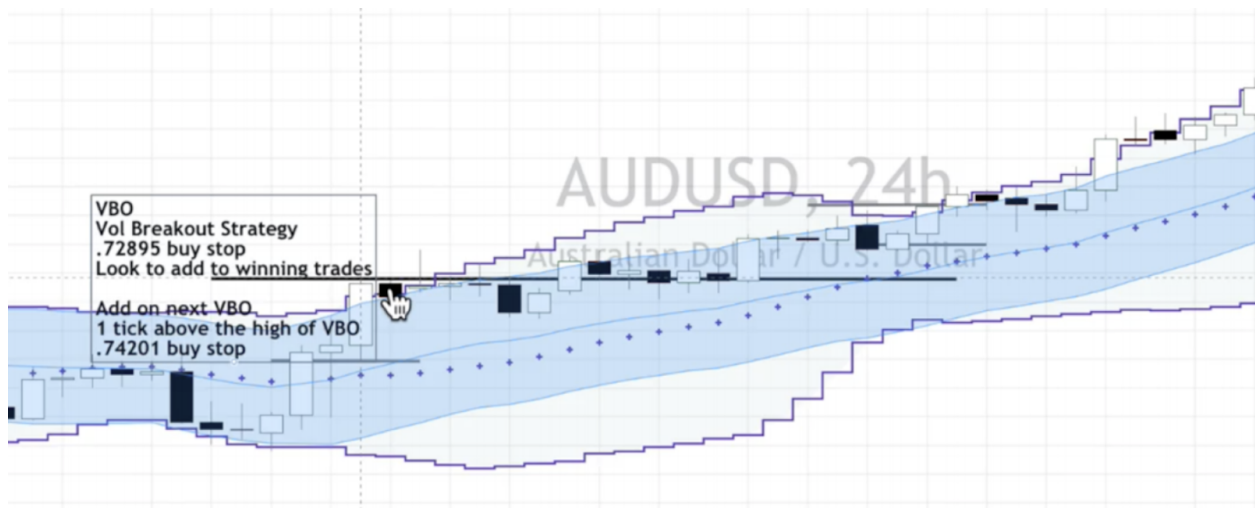 AUDUSD, 24h
Australian Dollar / U.S. Dollar
VBO
Vol Breakout Strategy
.72895 buy stop
Look to add to winning trades
Add on next VBO
1 tick above the high of VBO
.74201 buy stop